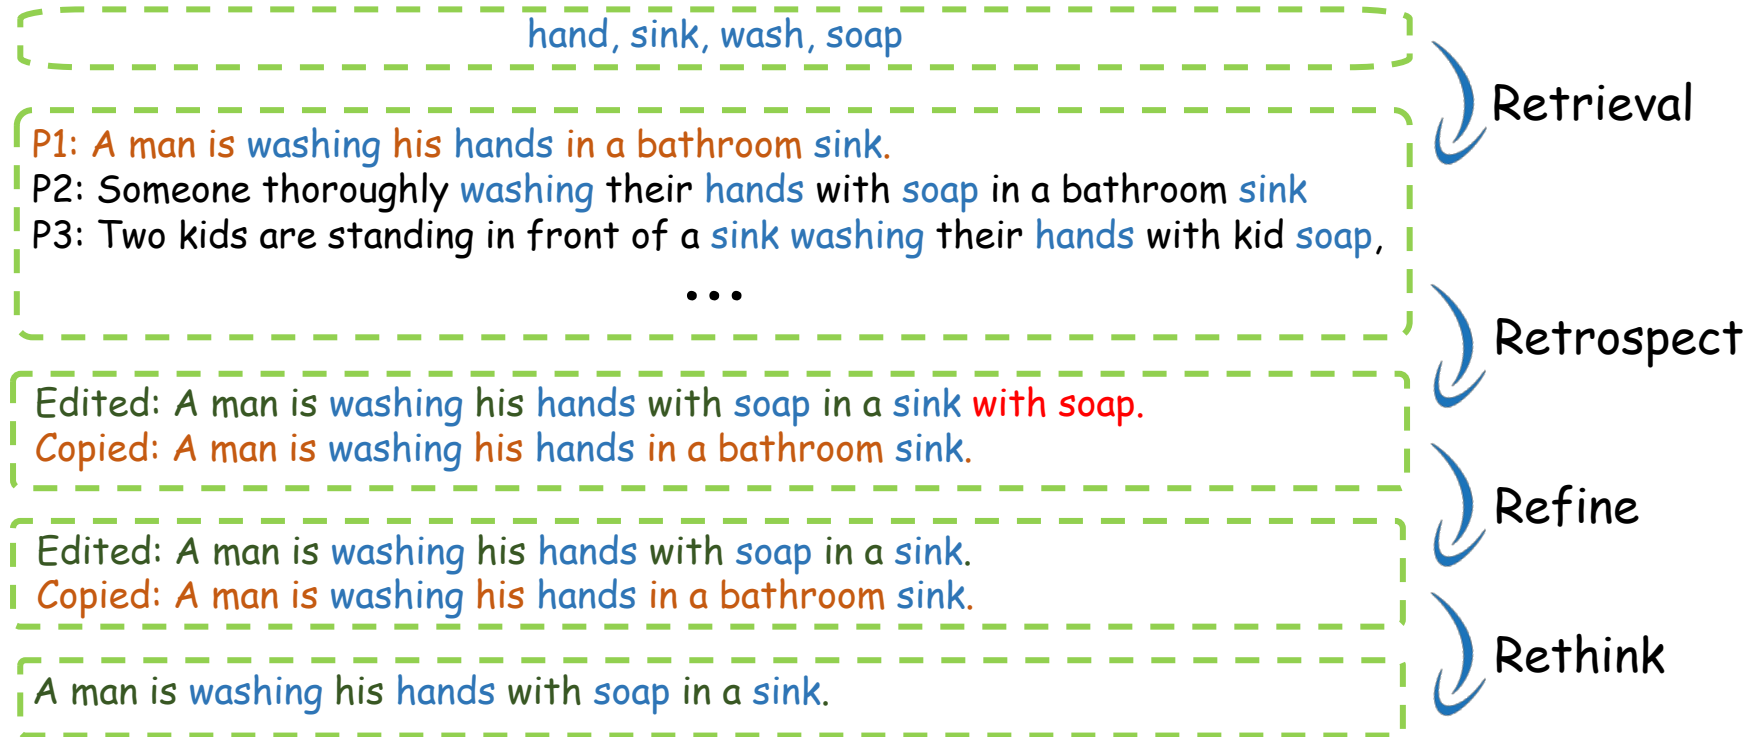 hand, sink, wash, soap
Retrieval
P1: A man is washing his hands in a bathroom sink.
P2: Someone thoroughly washing their hands with soap in a bathroom sink
P3: Two kids are standing in front of a sink washing their hands with kid soap,
...
Retrospect
Edited: A man is washing his hands with soap in a sink with soap.
Copied: A man is washing his hands in a bathroom sink.
Refine
Edited: A man is washing his hands with soap in a sink.
Copied: A man is washing his hands in a bathroom sink.
Rethink
A man is washing his hands with soap in a sink.